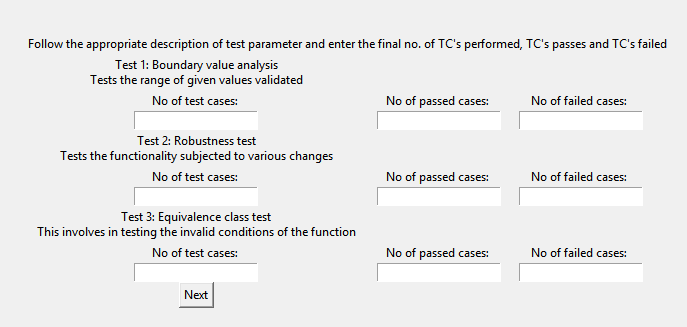 Follow the appropriate description of test parameter and enter the final no. of TC's performed, TC's passes and TC's failed
Test 1: Boundary value analysis
Tests the range of given values validated
No of test cases: No of passed cases: No of failed cases:
Test 2: Robustness test
Tests the functionality subjected to various changes
No of test cases: No of passed cases: No of failed cases:
Test 3: Equivalence class test
This involves in testing the invalid conditions of the function
No of test cases: No of passed cases: No of failed cases:
Next